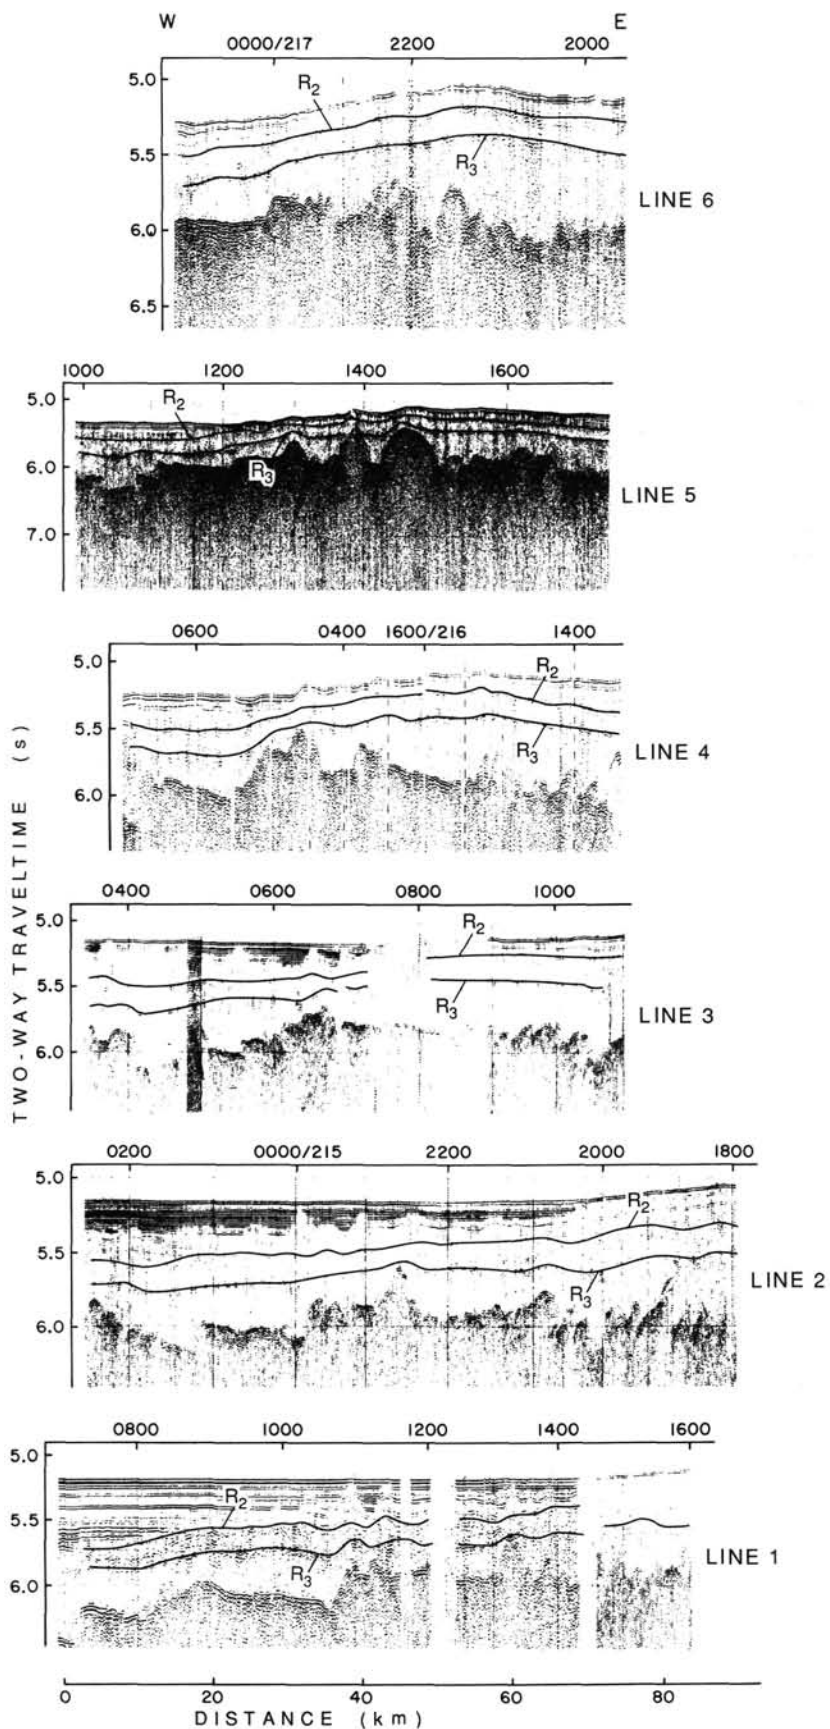 W E
0000/217 2200 2000
5.0
R2
5.5
R3
LINE 6
6.0
6.5
1000 1200 1400 1600
5.0
R2
6.0
R3
LINE 5
7.0
0600 0400 1600/216 1400
5.0
R2
5.5
R3
LINE 4
6.0
TWO-WAY TRAVELTIME (s)
0400 0600 0800 1000
5.0
R2
5.5
R3
LINE 3
6.0
0200 0000/215 2200 2000 1800
5.0
R2
5.5
R3
LINE 2
6.0
0800 1000 1200 1400 1600
5.0
R2
5.5
R3
LINE 1
6.0
0 20 40 60 80
DISTANCE (km)